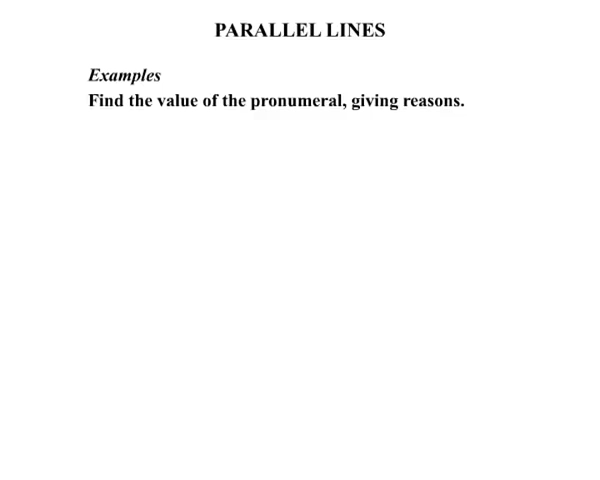 PARALLEL LINES
Examples
Find the value of the pronumeral, giving reasons.